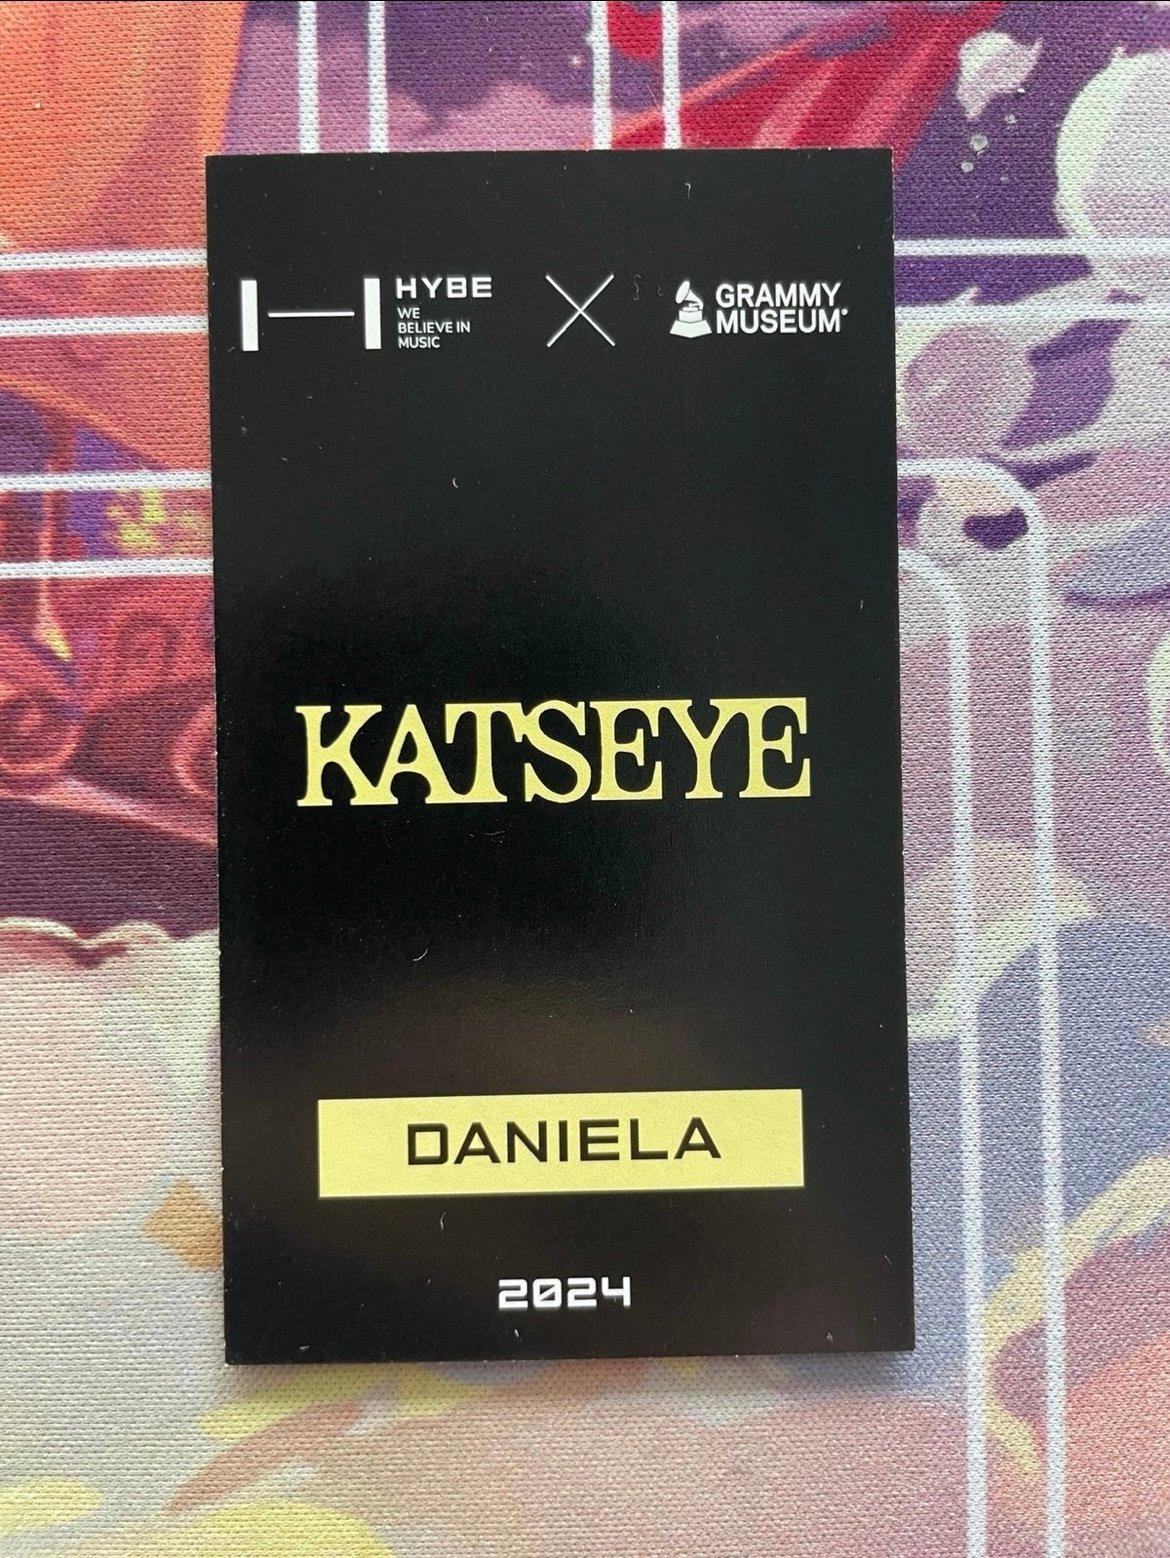 HYBE
WE
BELIEVE IN
MUSIC
GRAMMY
MUSEUM®
KATSEYE
DANIELA
2024